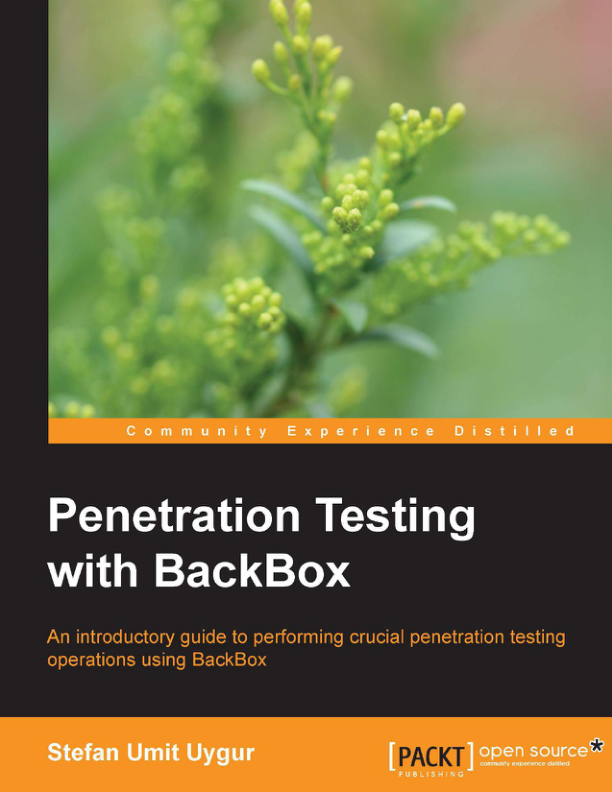 Community Experience Distilled
Penetration Testing
with BackBox
An introductory guide to performing crucial penetration testing
operations using BackBox
Stefan Umit Uygur
[PACKT] open source*
PUBLISHING community experience distilled